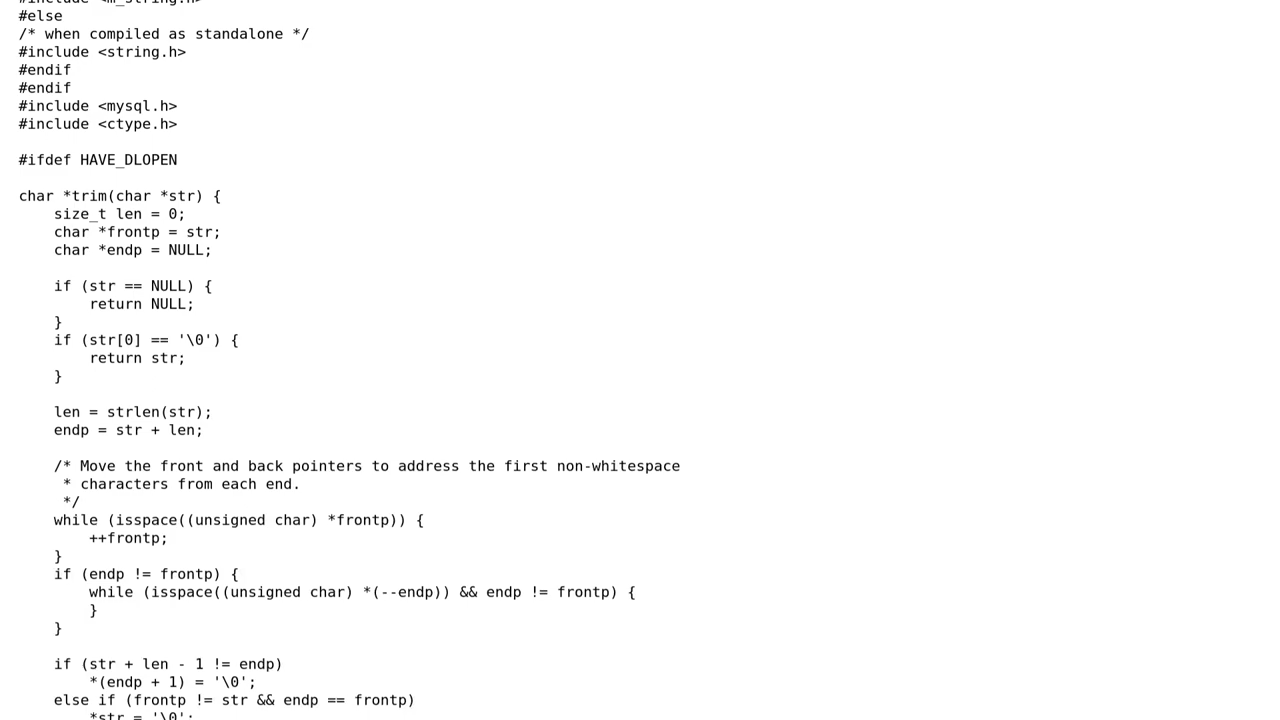 #include <m_string.h>
#else
/* when compiled as standalone */
#include <string.h>
#endif
#endif
#include <mysql.h>
#include <ctype.h>

#ifdef HAVE_DLOPEN

char *trim(char *str) {
    size_t len = 0;
    char *frontp = str;
    char *endp = NULL;

    if (str == NULL) {
        return NULL;
    }
    if (str[0] == '\0') {
        return str;
    }

    len = strlen(str);
    endp = str + len;

    /* Move the front and back pointers to address the first non-whitespace
     * characters from each end.
     */
    while (isspace((unsigned char) *frontp)) {
        ++frontp;
    }
    if (endp != frontp) {
        while (isspace((unsigned char) *(--endp)) && endp != frontp) {
        }
    }

    if (str + len - 1 != endp)
        *(endp + 1) = '\0';
    else if (frontp != str && endp == frontp)
        *str = '\0';